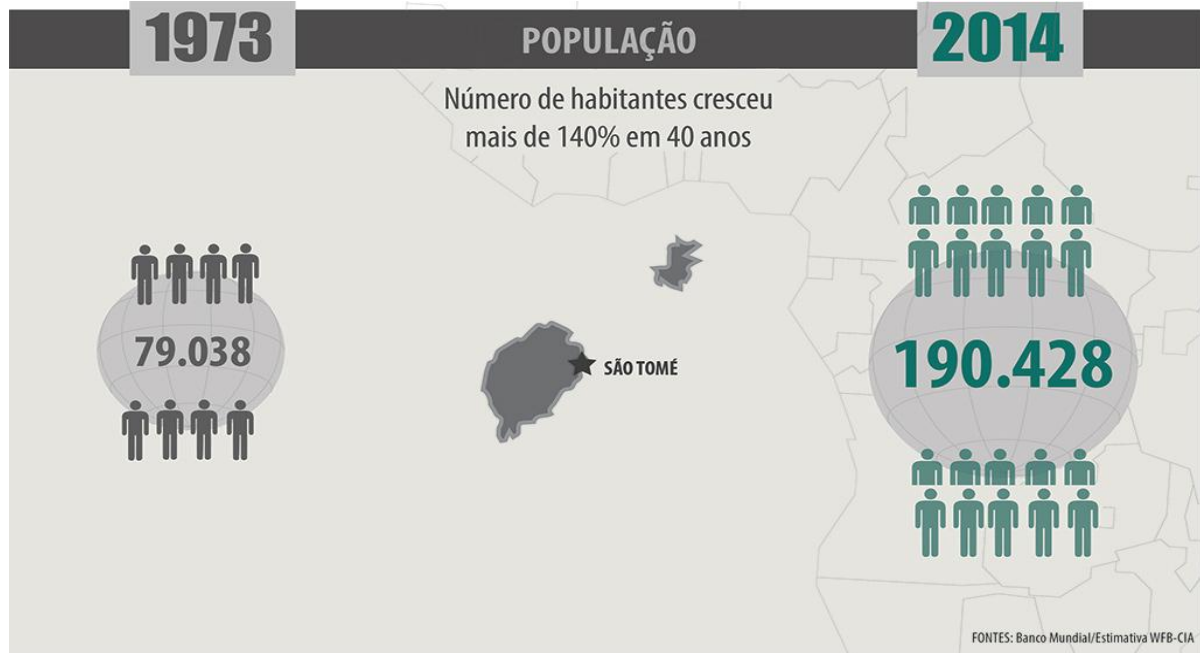 1973
POPULAÇÃO
2014
Número de habitantes cresceu
mais de 140% em 40 anos
79.038
SÃO TOMÉ
190.428
FONTES: Banco Mundial/Estimativa WFB-CIA